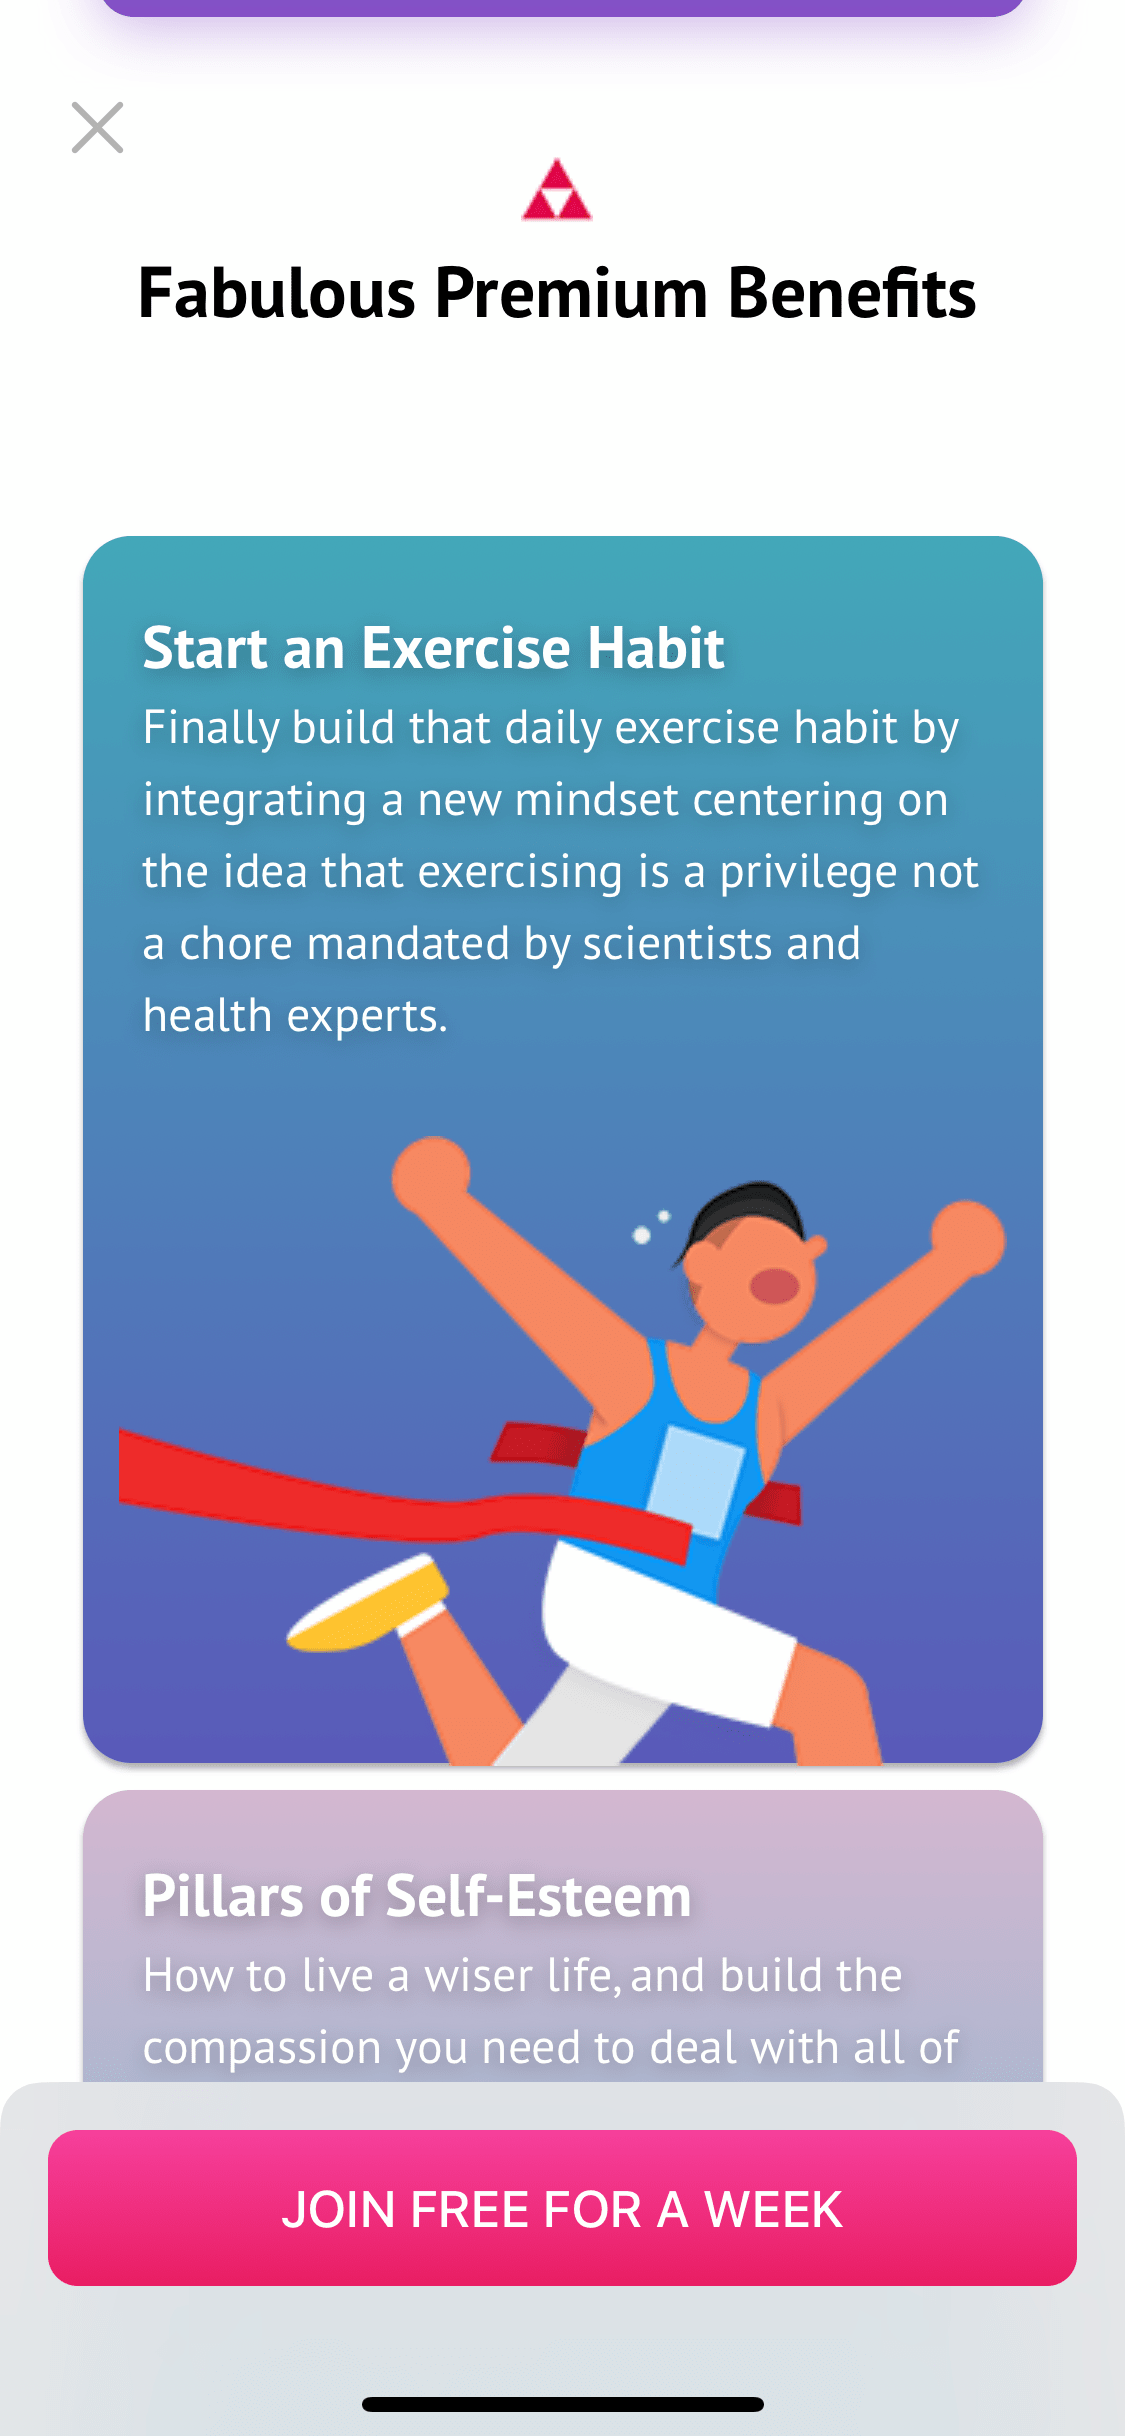 Fabulous Premium Benefits
Start an Exercise Habit
Finally build that daily exercise habit by
integrating a new mindset centering on
the idea that exercising is a privilege not
a chore mandated by scientists and
health experts.
Pillars of Self-Esteem
How to live a wiser life, and build the
compassion you need to deal with all of
JOIN FREE FOR A WEEK